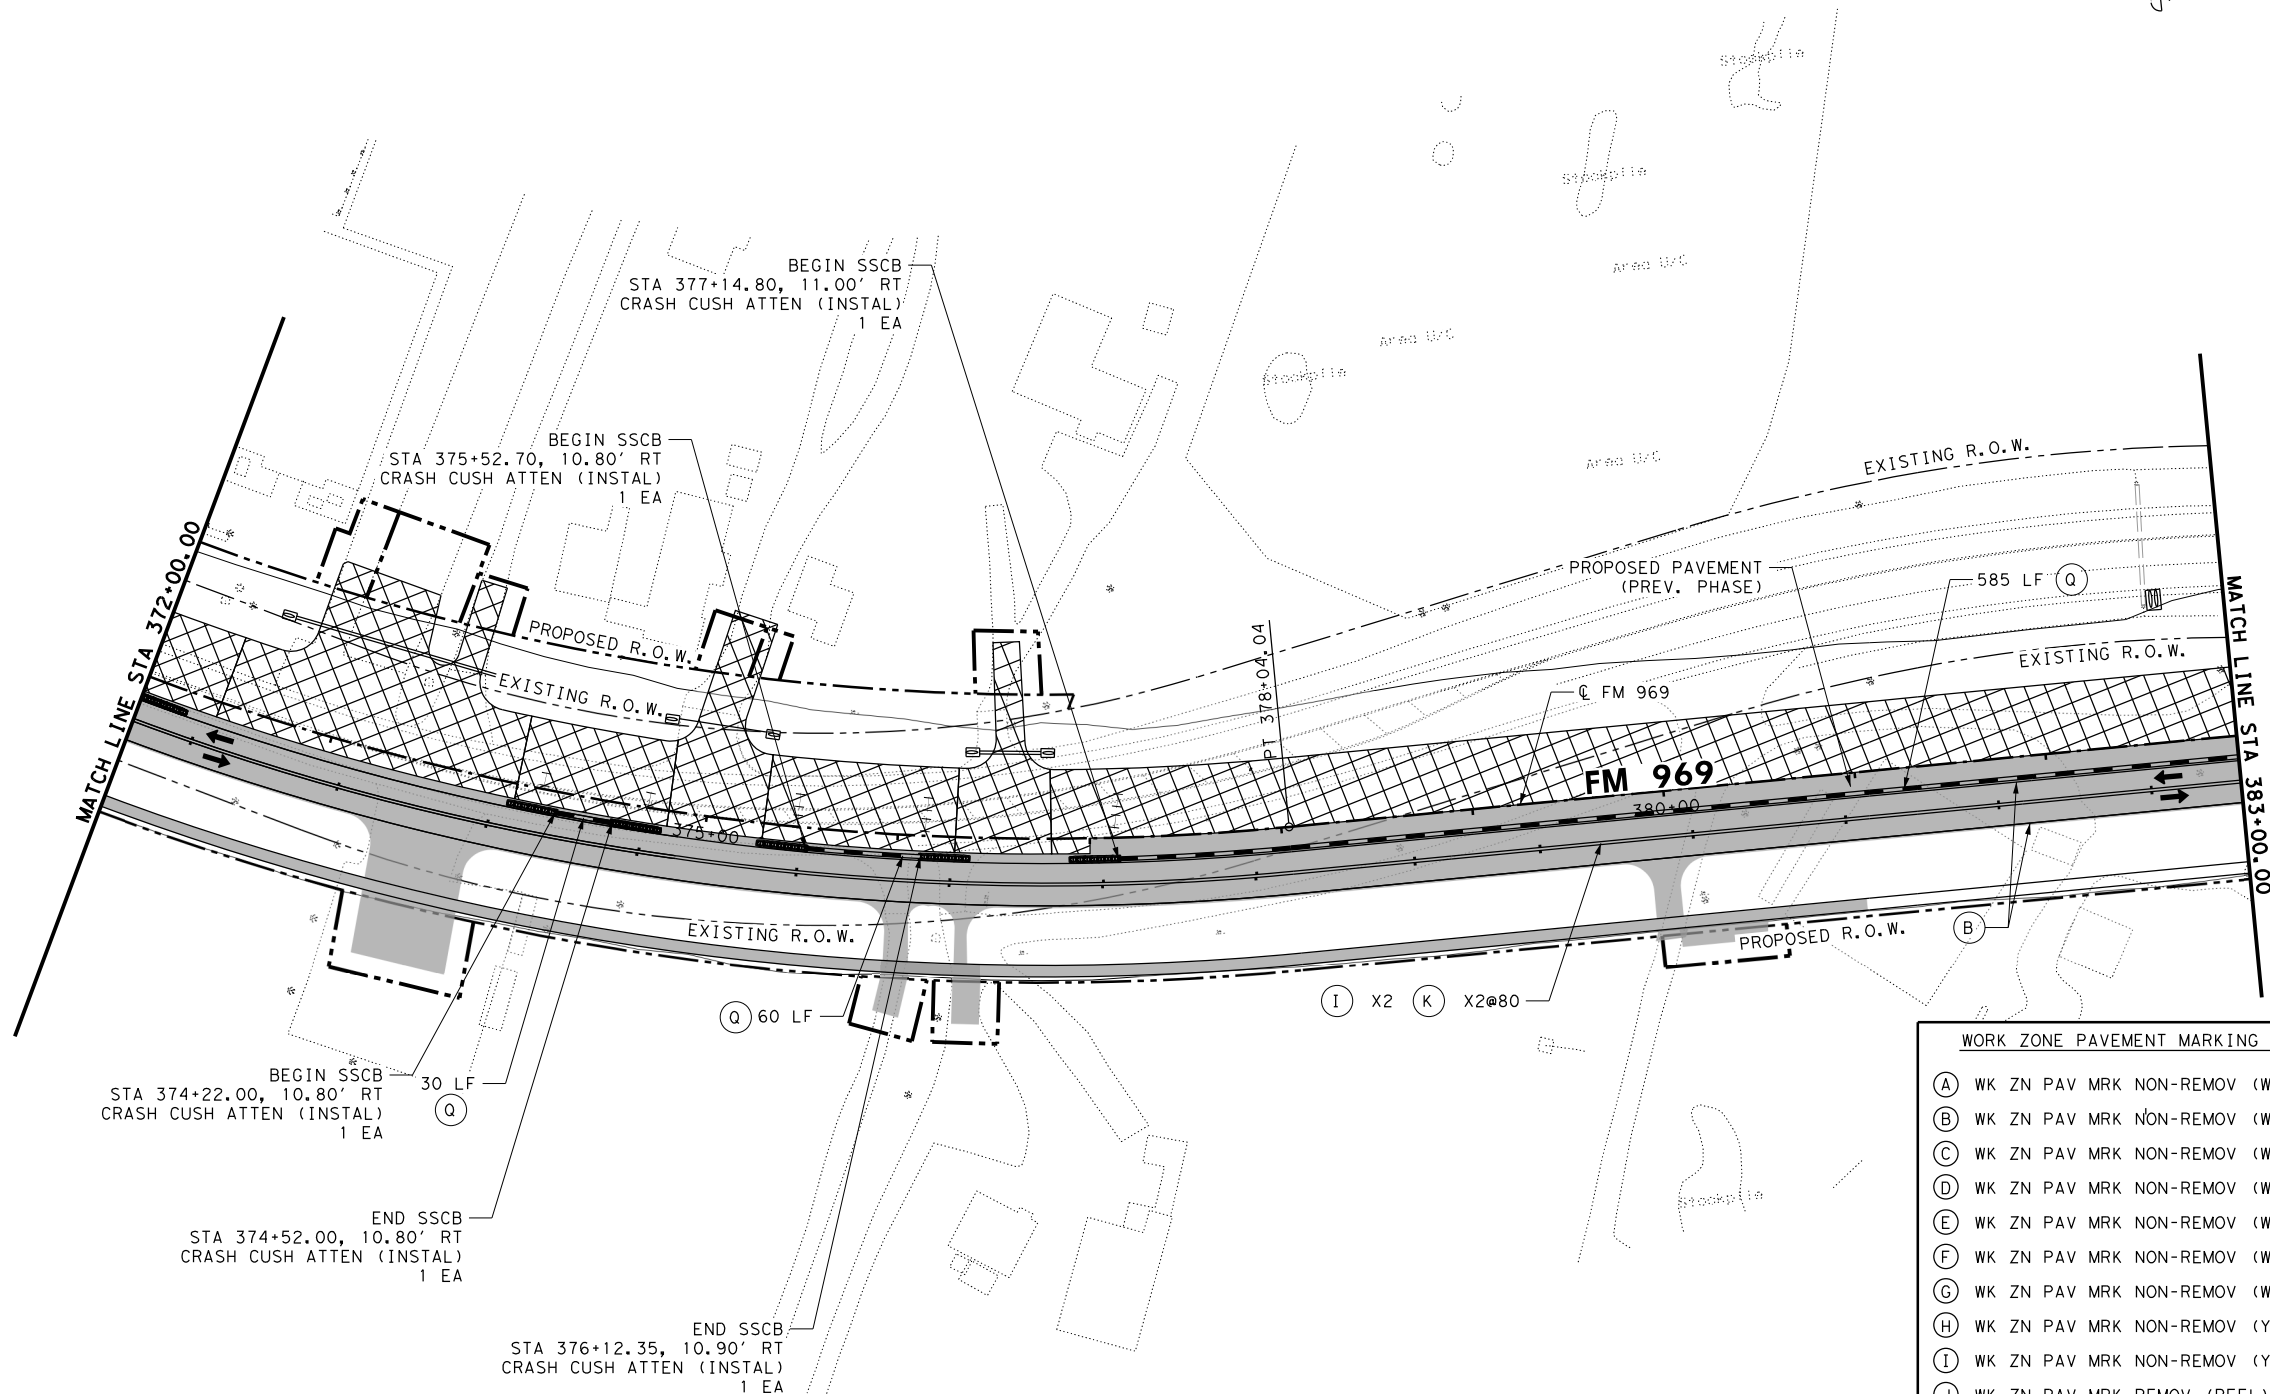 Stockpile
Stockpile
Area U/C
Area U/C
Stockpile
Area U/C
BEGIN SSCB
STA 377+14.80, 11.00' RT
CRASH CUSH ATTEN (INSTAL)
1 EA
BEGIN SSCB
STA 375+52.70, 10.80' RT
CRASH CUSH ATTEN (INSTAL)
1 EA
EXISTING R.O.W.
PROPOSED PAVEMENT
(PREV. PHASE)
585 LF Q
MATCH LINE STA 372+00.00
MATCH LINE STA 383+00.00
PROPOSED R.O.W.
EXISTING R.O.W.
EXISTING R.O.W.
PT 378+04.04
℄ FM 969
FM 969
375+00
380+00
EXISTING R.O.W.
PROPOSED R.O.W.
B
Q 60 LF
I X2 K X2@80
BEGIN SSCB
STA 374+22.00, 10.80' RT
CRASH CUSH ATTEN (INSTAL)
1 EA
30 LF
Q
END SSCB
STA 374+52.00, 10.80' RT
CRASH CUSH ATTEN (INSTAL)
1 EA
END SSCB
STA 376+12.35, 10.90' RT
CRASH CUSH ATTEN (INSTAL)
1 EA
Stockpile
WORK ZONE PAVEMENT MARKING
A WK ZN PAV MRK NON-REMOV (W
B WK ZN PAV MRK NON-REMOV (W
C WK ZN PAV MRK NON-REMOV (W
D WK ZN PAV MRK NON-REMOV (W
E WK ZN PAV MRK NON-REMOV (W
F WK ZN PAV MRK NON-REMOV (W
G WK ZN PAV MRK NON-REMOV (W
H WK ZN PAV MRK NON-REMOV (Y
I WK ZN PAV MRK NON-REMOV (Y
J WK ZN PAV MRK REMOV (REFL)